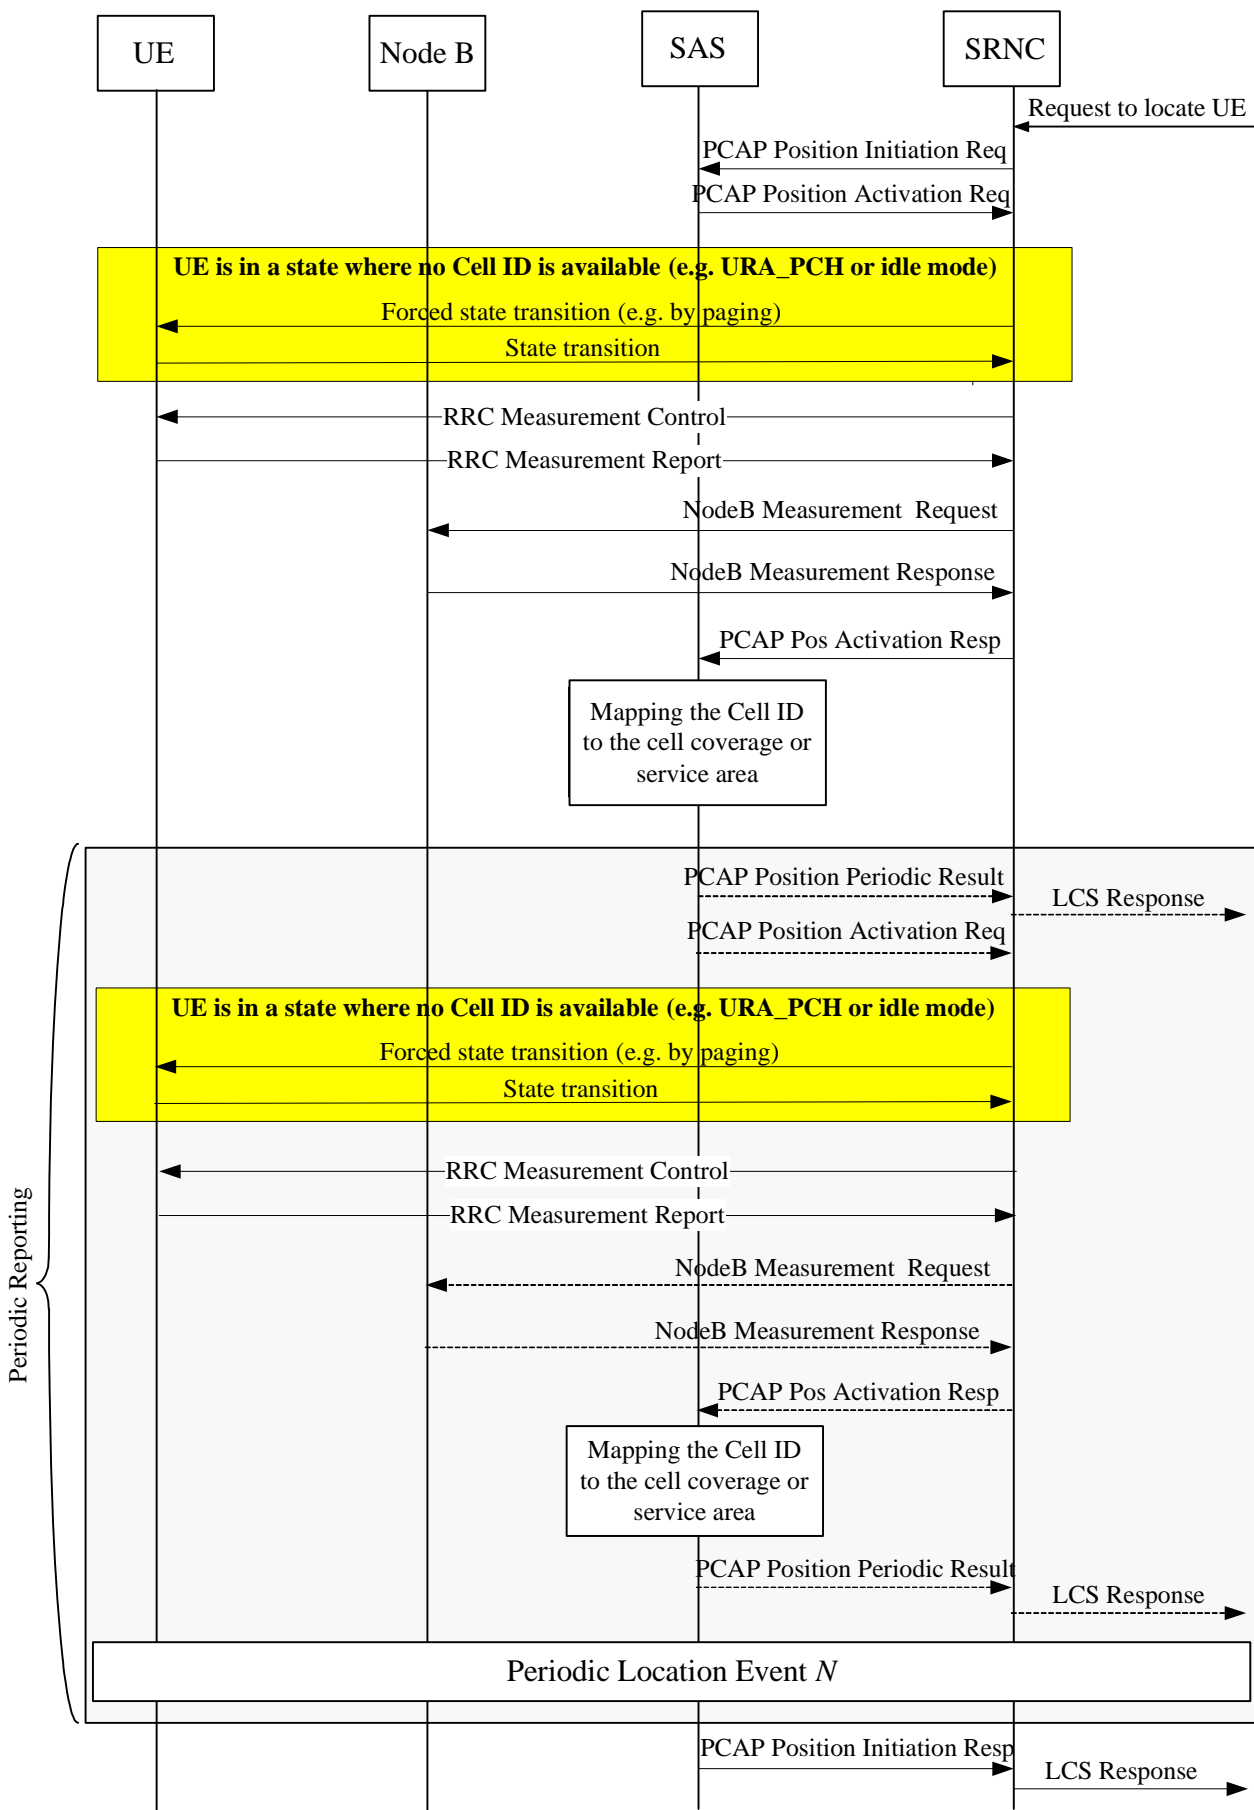 UE
Node B
SAS
SRNC
Request to locate UE
PCAP Position Initiation Req
PCAP Position Activation Req
UE is in a state where no Cell ID is available (e.g. URA_PCH or idle mode)
Forced state transition (e.g. by paging)
State transition
RRC Measurement Control
RRC Measurement Report
NodeB Measurement  Request
NodeB Measurement Response
PCAP Pos Activation Resp
Mapping the Cell ID
to the cell coverage or
service area
Periodic Reporting
PCAP Position Periodic Result
LCS Response
PCAP Position Activation Req
UE is in a state where no Cell ID is available (e.g. URA_PCH or idle mode)
Forced state transition (e.g. by paging)
State transition
RRC Measurement Control
RRC Measurement Report
NodeB Measurement  Request
NodeB Measurement Response
PCAP Pos Activation Resp
Mapping the Cell ID
to the cell coverage or
service area
PCAP Position Periodic Result
LCS Response
Periodic Location Event N
PCAP Position Initiation Resp
LCS Response